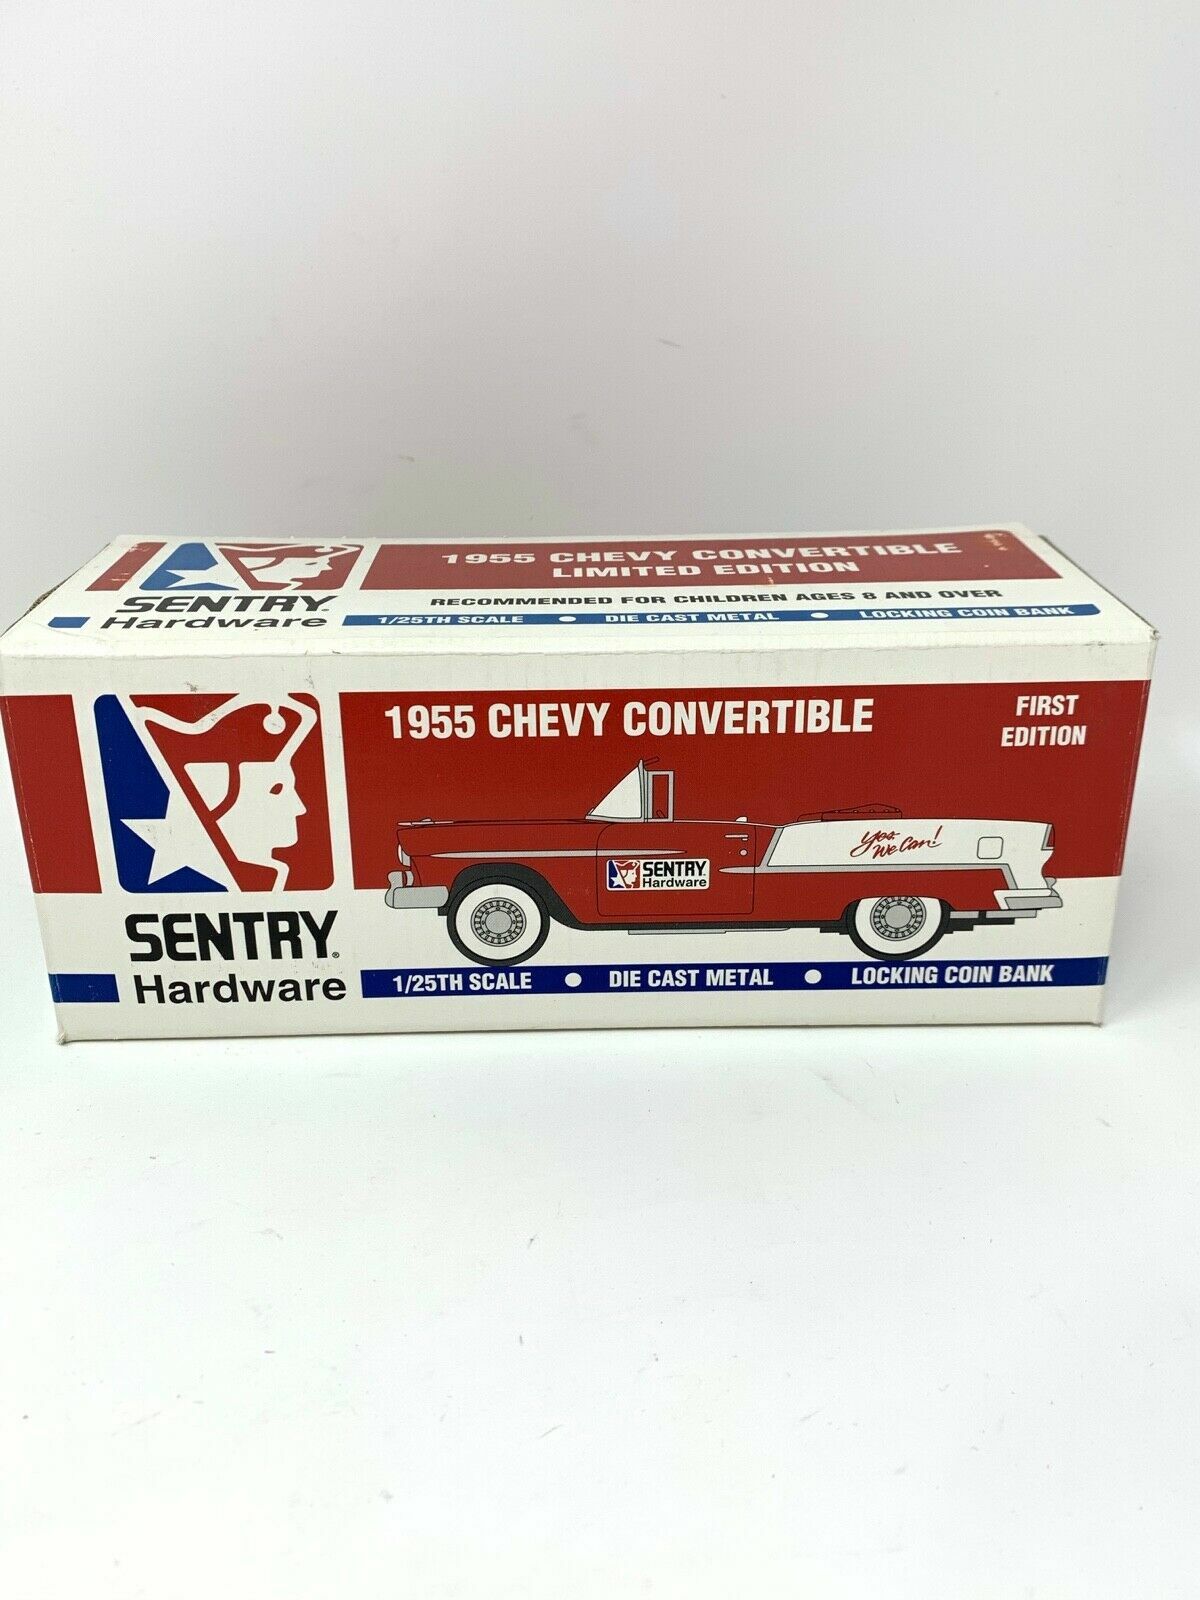 1955 CHEVY CONVERTIBLE
LIMITED EDITION
RECOMMENDED FOR CHILDREN AGES 8 AND OVER
SENTRY
Hardware
1/25TH SCALE ● DIE CAST METAL ● LOCKING COIN BANK
1955 CHEVY CONVERTIBLE
FIRST
EDITION
Yes
We Can!
SENTRY
Hardware
SENTRY®
Hardware
1/25TH SCALE ● DIE CAST METAL ● LOCKING COIN BANK